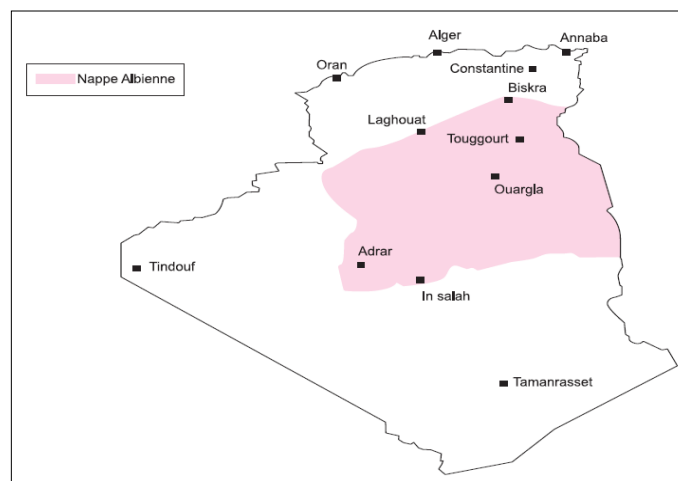 Alger
Annaba
Oran
Constantine
Nappe Albienne
Biskra
Laghouat
Touggourt
Ouargla
Adrar
Tindouf
In salah
Tamanrasset